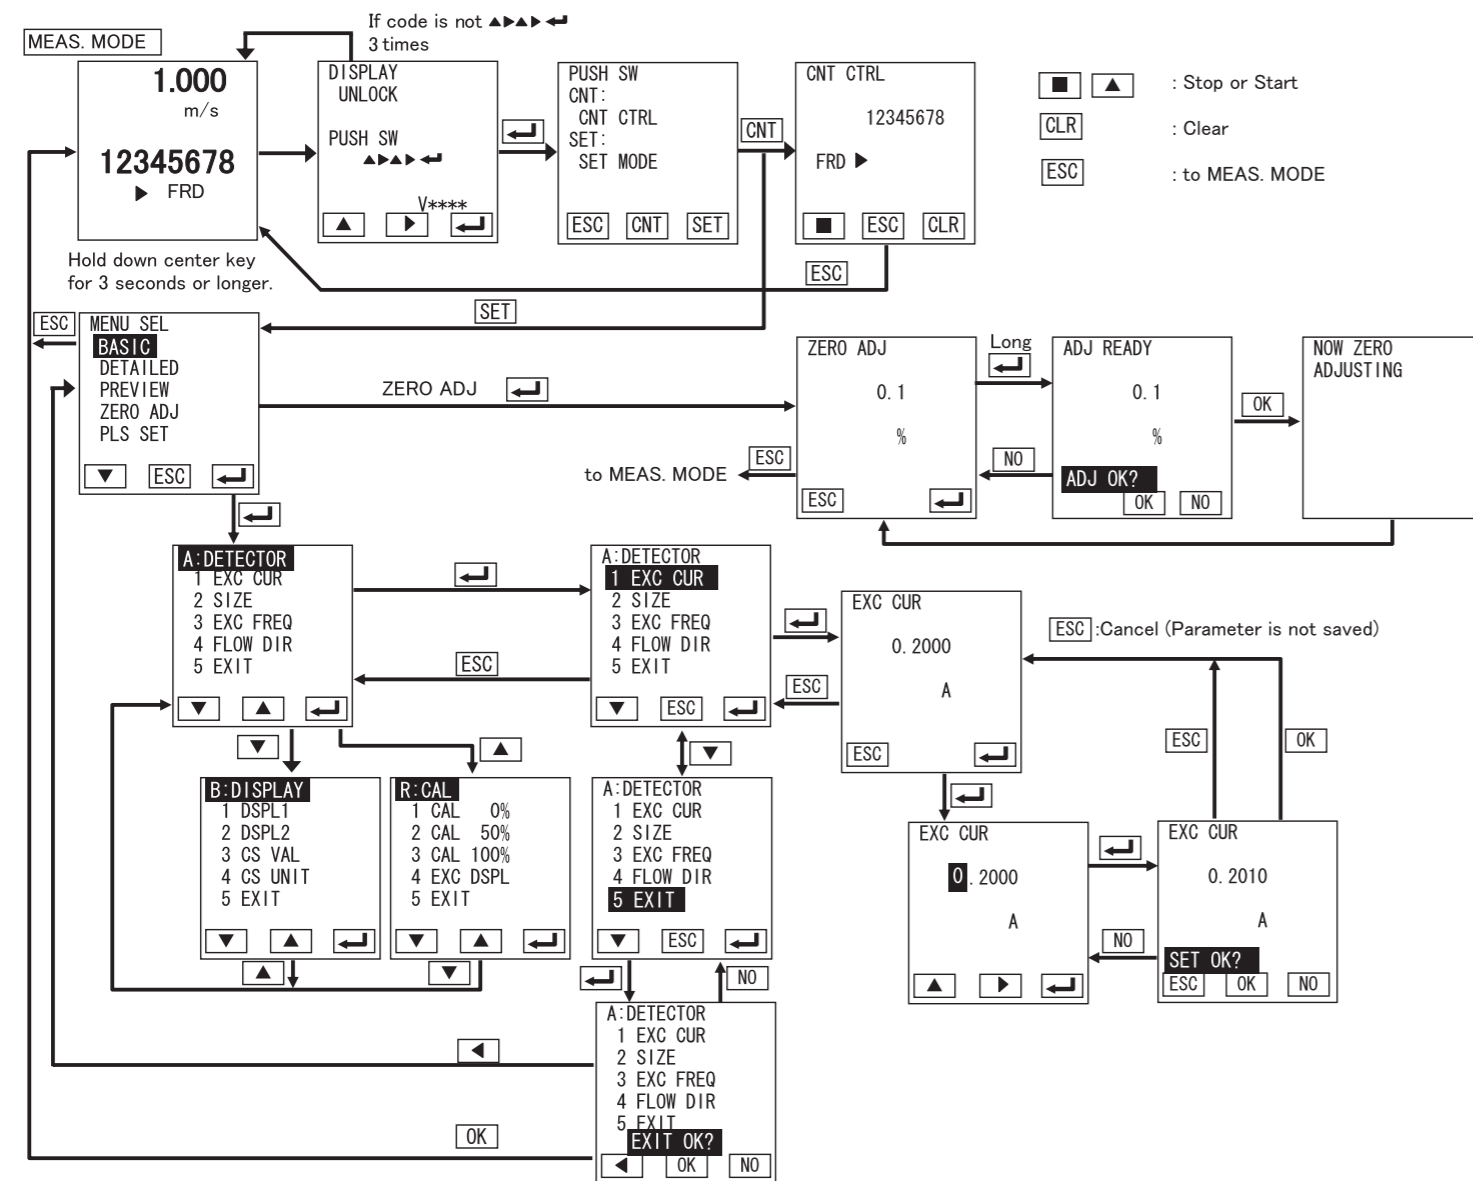 If code is not ▲▶▲▶ ↵
3 times
MEAS. MODE
1.000
m/s
12345678
▶ FRD
Hold down center key
for 3 seconds or longer.
DISPLAY
UNLOCK
PUSH SW
▲▶▲▶ ↵
V****
▲ ▶ ↵
↵
PUSH SW
CNT:
CNT CTRL
SET:
SET MODE
ESC CNT SET
CNT
CNT CTRL
12345678
FRD ▶
■ ESC CLR
ESC
SET
■ ▲ : Stop or Start
CLR : Clear
ESC : to MEAS. MODE
ESC
MENU SEL
BASIC
DETAILED
PREVIEW
ZERO ADJ
PLS SET
▼ ESC ↵
ZERO ADJ ↵
ZERO ADJ
0.1
%
ESC ↵
ESC
to MEAS. MODE
Long
↵
NO
ADJ READY
0.1
%
ADJ OK?
OK NO
OK
NOW ZERO
ADJUSTING
↵
A:DETECTOR
1 EXC CUR
2 SIZE
3 EXC FREQ
4 FLOW DIR
5 EXIT
▼ ▲ ↵
↵
ESC
A:DETECTOR
1 EXC CUR
2 SIZE
3 EXC FREQ
4 FLOW DIR
5 EXIT
▼ ESC ↵
↵
ESC
EXC CUR
0.2000
A
ESC ↵
ESC :Cancel (Parameter is not saved)
ESC
OK
▼
▲
▼
B:DISPLAY
1 DSPL1
2 DSPL2
3 CS VAL
4 CS UNIT
5 EXIT
▼ ▲ ↵
▲
R:CAL
1 CAL 0%
2 CAL 50%
3 CAL 100%
4 EXC DSPL
5 EXIT
▼ ▲ ↵
▼
A:DETECTOR
1 EXC CUR
2 SIZE
3 EXC FREQ
4 FLOW DIR
5 EXIT
▼ ESC ↵
↵
NO
↵
EXC CUR
0.2000
A
▲ ▶ ↵
↵
NO
EXC CUR
0.2010
A
SET OK?
ESC OK NO
A:DETECTOR
1 EXC CUR
2 SIZE
3 EXC FREQ
4 FLOW DIR
5 EXIT
EXIT OK?
◀ OK NO
◀
OK